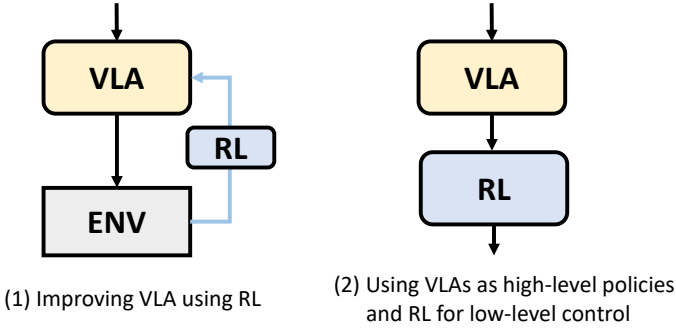 VLA
RL
ENV
(1) Improving VLA using RL
VLA
RL
(2) Using VLAs as high-level policies
and RL for low-level control